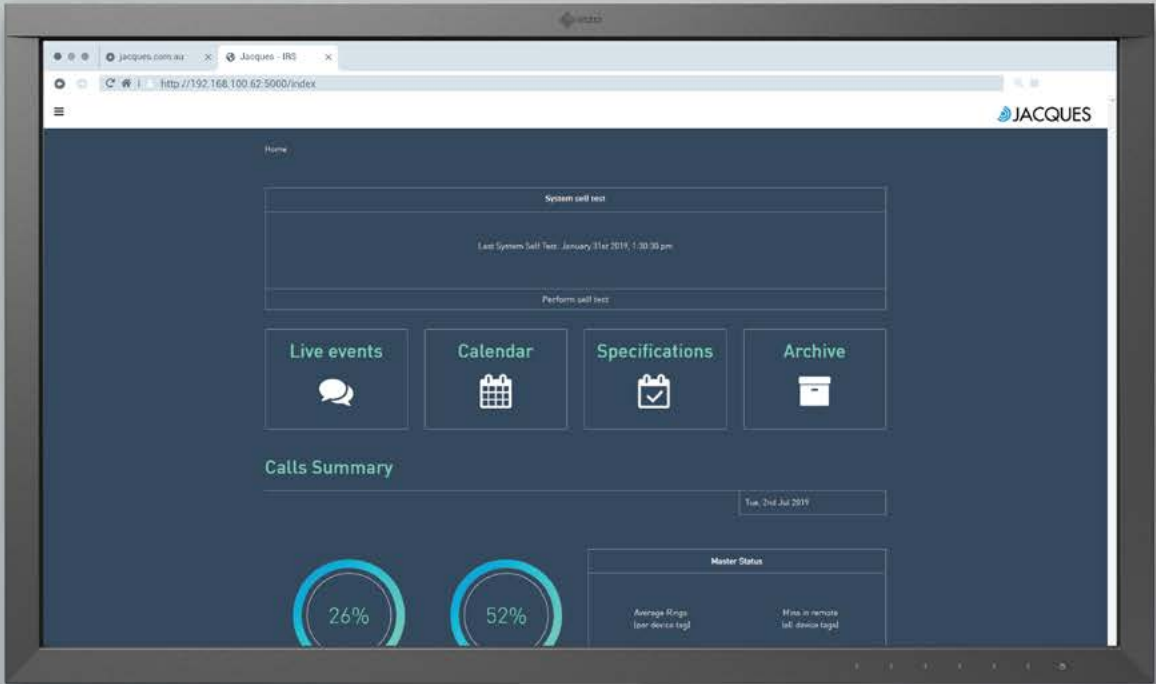 jacques.com.au
Jacques - IRS
http://192.168.100.62:5000/index
JACQUES
Home
System self test
Last System Self Test: January 31st 2019, 1:30:30 pm
Perform self test
Live events
Calendar
Specifications
Archive
Calls Summary
Tue, 2nd Jul 2019
Master Status
26%
52%
Average Rings
(per device tag)
Mins in remote
(all device tags)